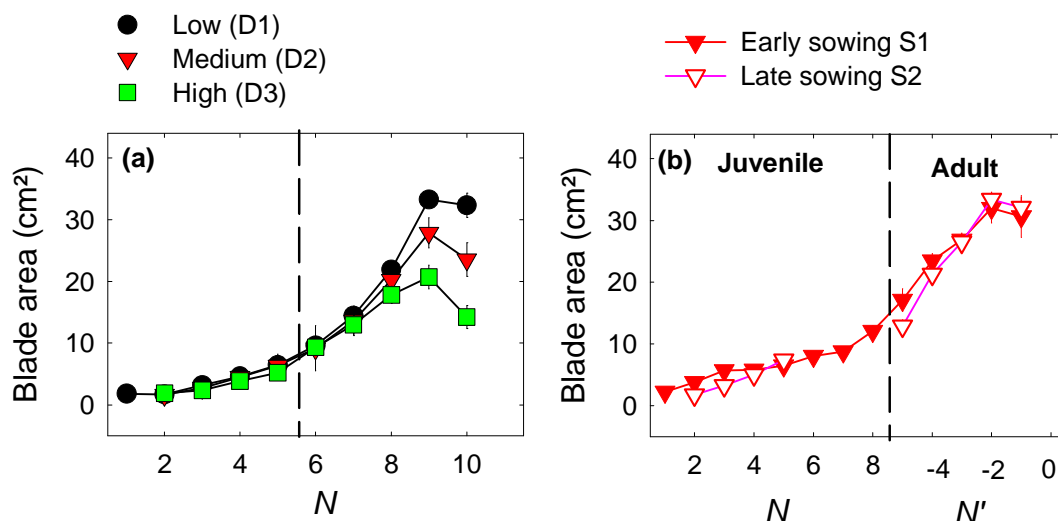 Low (D1)
Medium (D2)
High (D3)
Early sowing S1
Late sowing S2
(a)
Blade area (cm²)
40
30
20
10
0
2 4 6 8 10
N
(b) Juvenile Adult
Blade area (cm²)
40
30
20
10
0
2 4 6 8 -4 -2 0
N N'